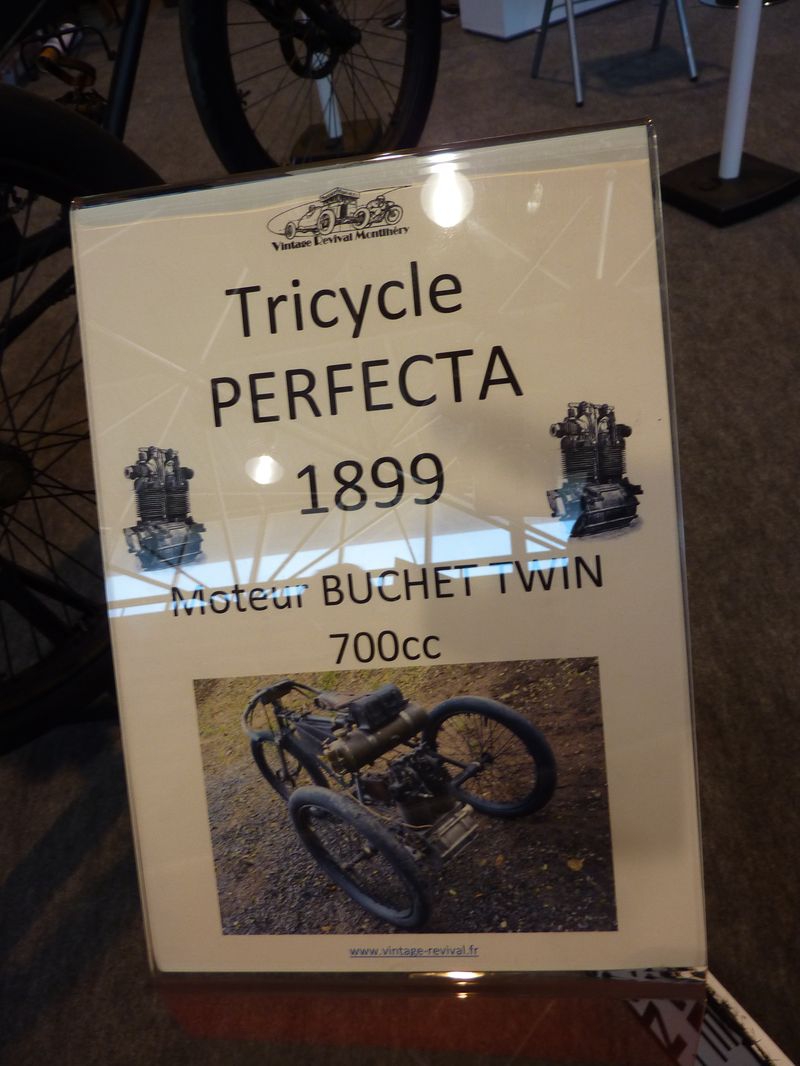 Vintage Revival Montlhéry
Tricycle
PERFECTA
1899
Moteur BUCHET TWIN
700cc
www.vintage-revival.fr